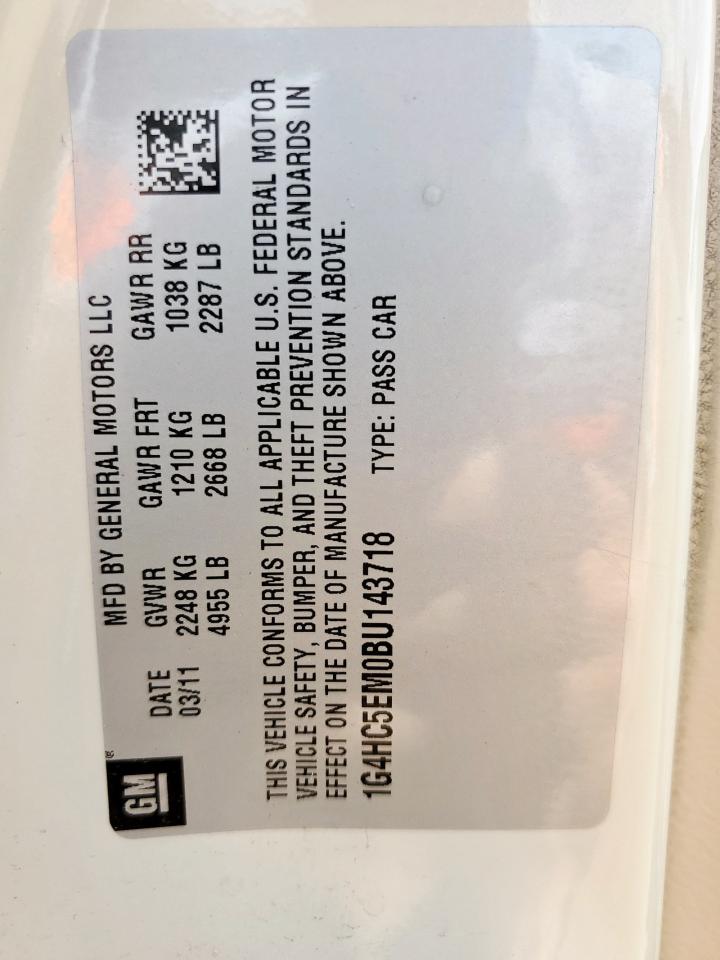 GM®
MFD BY GENERAL MOTORS LLC
DATE GVWR GAWR FRT GAWR RR
03/11 2248 KG 1210 KG 1038 KG
4955 LB 2668 LB 2287 LB
THIS VEHICLE CONFORMS TO ALL APPLICABLE U.S. FEDERAL MOTOR
VEHICLE SAFETY, BUMPER, AND THEFT PREVENTION STANDARDS IN
EFFECT ON THE DATE OF MANUFACTURE SHOWN ABOVE.
1G4HC5EM0BU143718 TYPE: PASS CAR